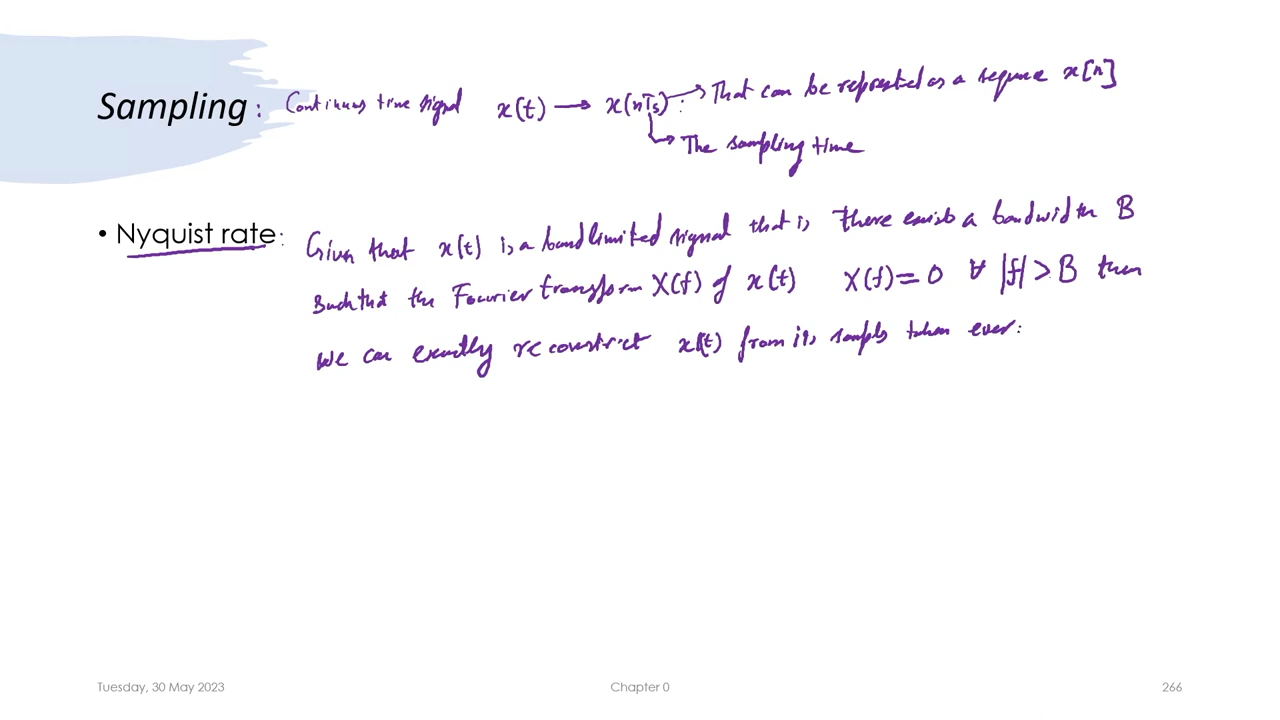 Sampling : Continuous time signal x(t) → x(nTs) : → That can be represented as a sequence x[n]
↳ The sampling time
• Nyquist rate : Given that x(t) is a bandlimited signal that is, there exists a bandwidth B
Such that the Fourier transform X(f) of x(t) X(f) = 0 ∀ |f| > B then
we can exactly reconstruct x(t) from its samples taken ever
Tuesday, 30 May 2023
Chapter 0
266